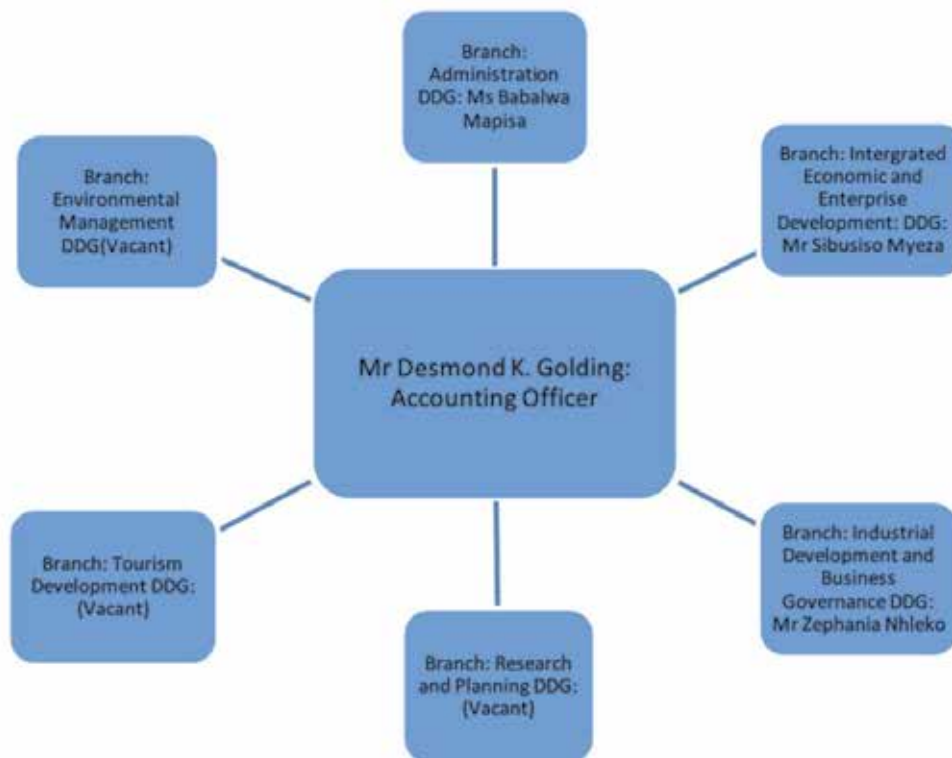 Branch:
Administration
DDG: Ms Babalwa
Mapisa
Branch: Intergrated
Economic and
Enterprise
Development: DDG:
Mr Sibusiso Myeza
Branch:
Environmental
Management
DDG(Vacant)
Mr Desmond K. Golding:
Accounting Officer
Branch: Tourism
Development DDG:
(Vacant)
Branch: Industrial
Development and
Business
Governance DDG:
Mr Zephania Nhleko
Branch: Research
and Planning DDG:
(Vacant)